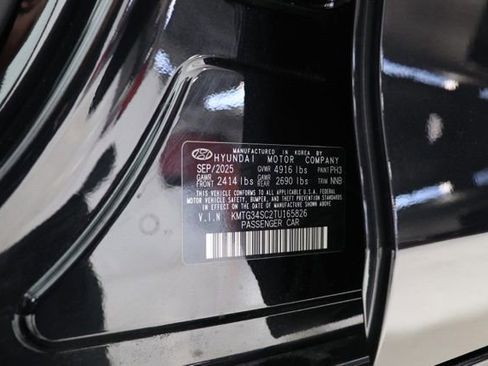 MANUFACTURED IN KOREA BY
HYUNDAI MOTOR COMPANY
SEP/2025 GVWR 4916 lbs PAINT PH3
GAWR FRONT 2414 lbs GAWR REAR 2690 lbs TRIM NNB
THIS VEHICLE CONFORMS TO ALL APPLICABLE U.S.A. FEDERAL
MOTOR VEHICLE SAFETY, BUMPER, AND THEFT PREVENTION
STANDARDS IN EFFECT ON THE DATE OF MANUFACTURE SHOWN ABOVE.
V.I.N: KMTG34SC2TU165826
PASSENGER CAR